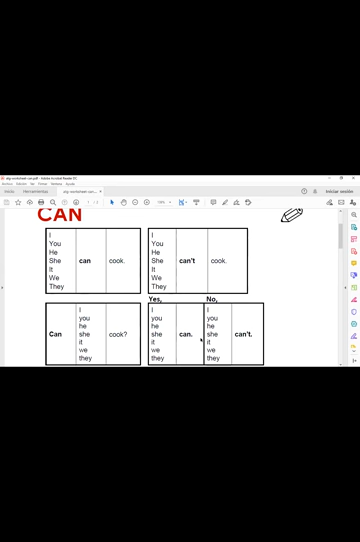 Archivo Edición Ver Firmar Ventana Ayuda
Inicio Herramientas Iniciar sesión
CAN
I
You
He
She can cook.
It
We
They
I
You
He
She can't cook.
It
We
They
Yes, No,
I
you
he
Can she cook?
it
we
they
I
you
he
she can.
it
we
they
I
you
he
she can't.
it
we
they